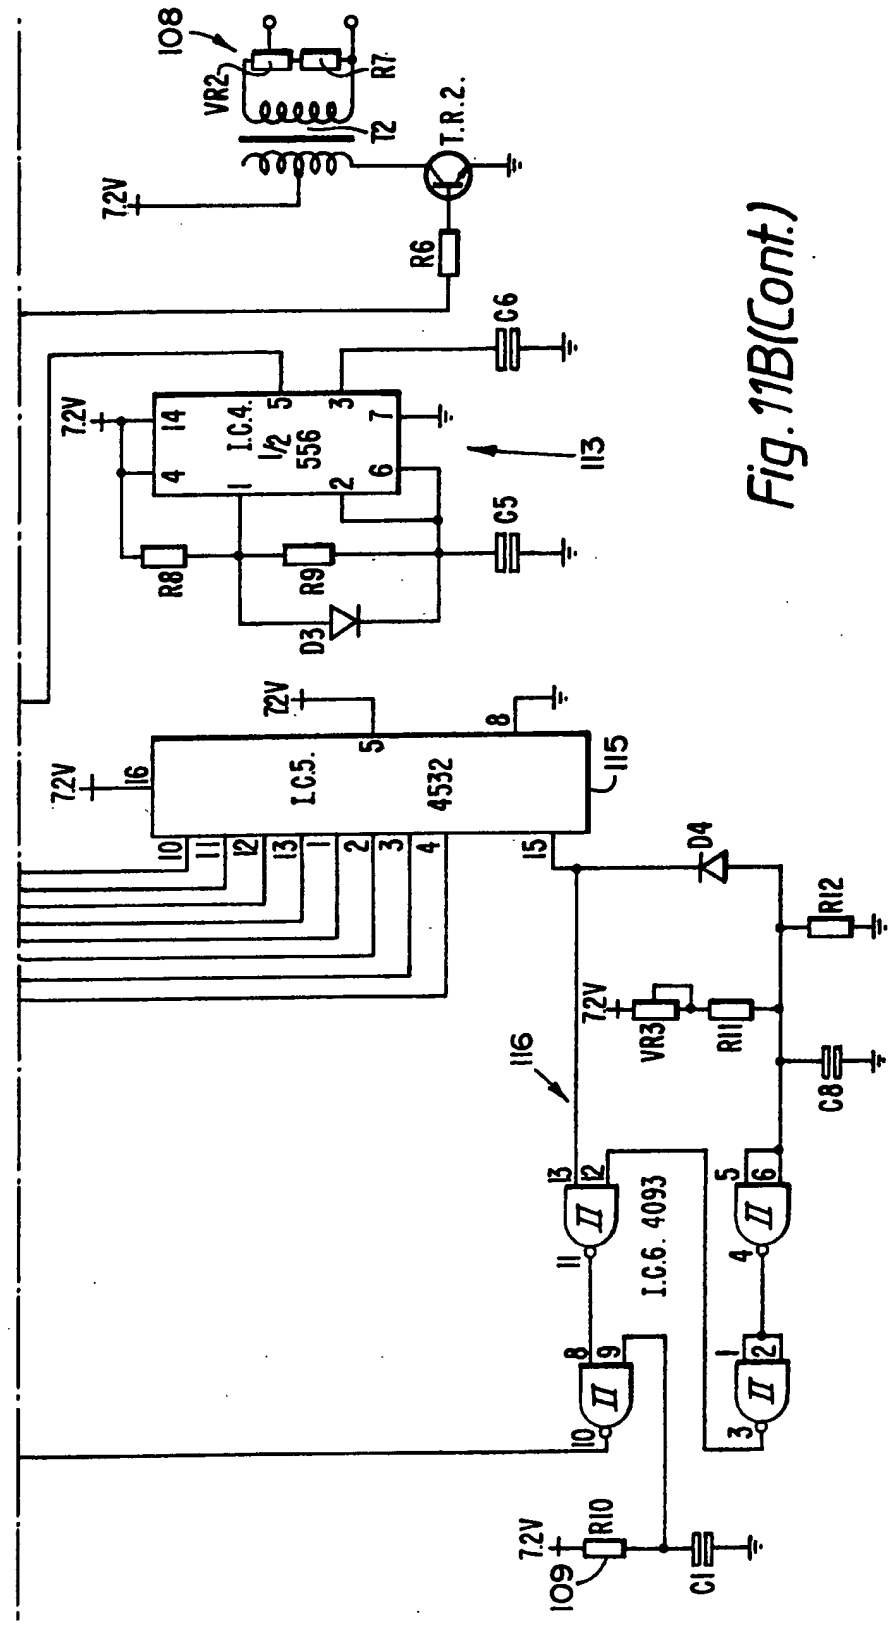 108
VR2
R7
T2
7.2V
T.R.2.
R6
7.2V
14
4
I.C.4.
1/2
556
5
3
7
1
2
6
C6
113
R8
R9
D3
C5
7.2V
16
7.2V
5
8
I.C.5.
4532
115
10
11
12
13
1
2
3
4
15
D4
R12
7.2V
VR3
R11
C8
116
13
12
11
I.C.6. 4093
5
6
4
8
9
10
1
2
3
7.2V
R10
109
C1
Fig. 11B(Cont.)